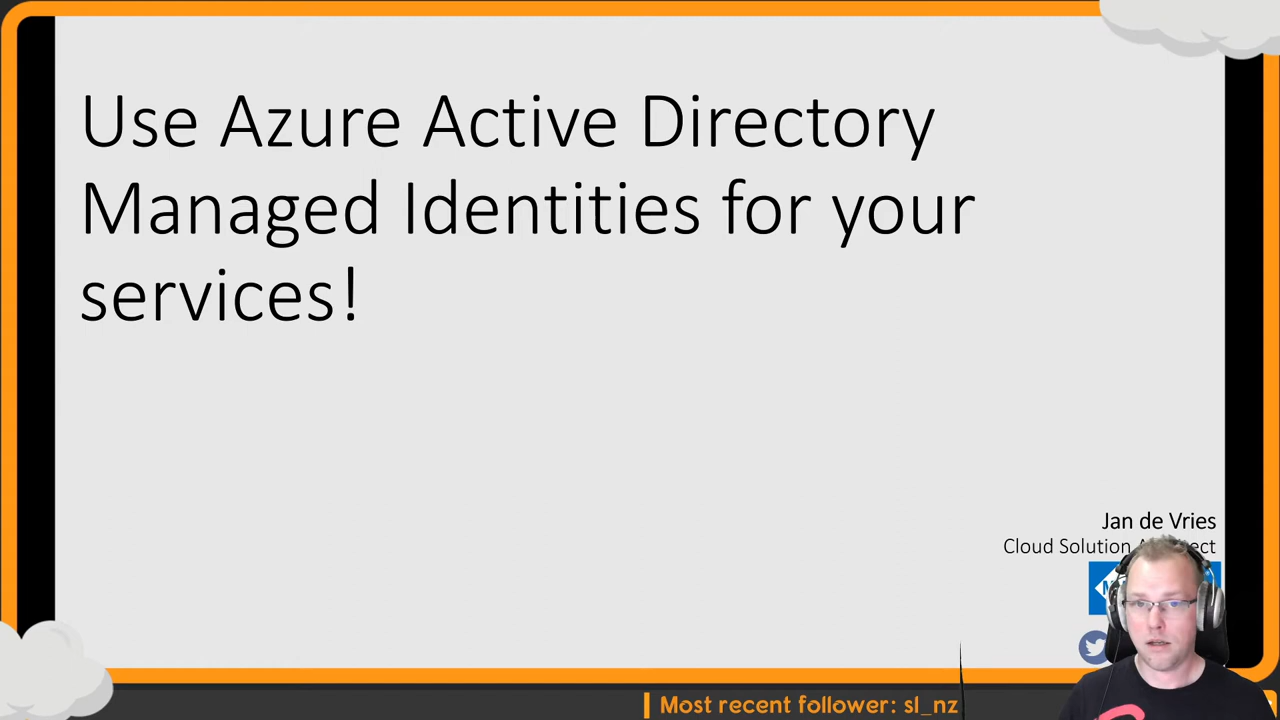 Use Azure Active Directory
Managed Identities for your
services!
Jan de Vries
Cloud Solution
Most recent follower: sl_nz